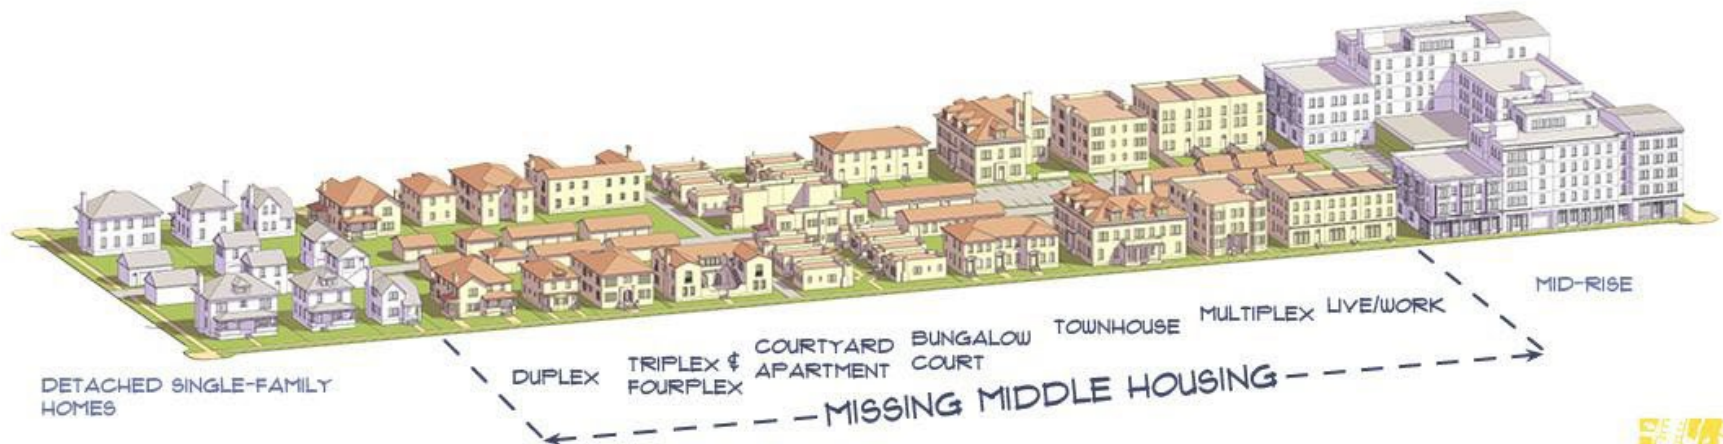 DETACHED SINGLE-FAMILY
HOMES
DUPLEX
TRIPLEX &
FOURPLEX
COURTYARD
APARTMENT
BUNGALOW
COURT
TOWNHOUSE
MULTIPLEX
LIVE/WORK
MID-RISE
MISSING MIDDLE HOUSING